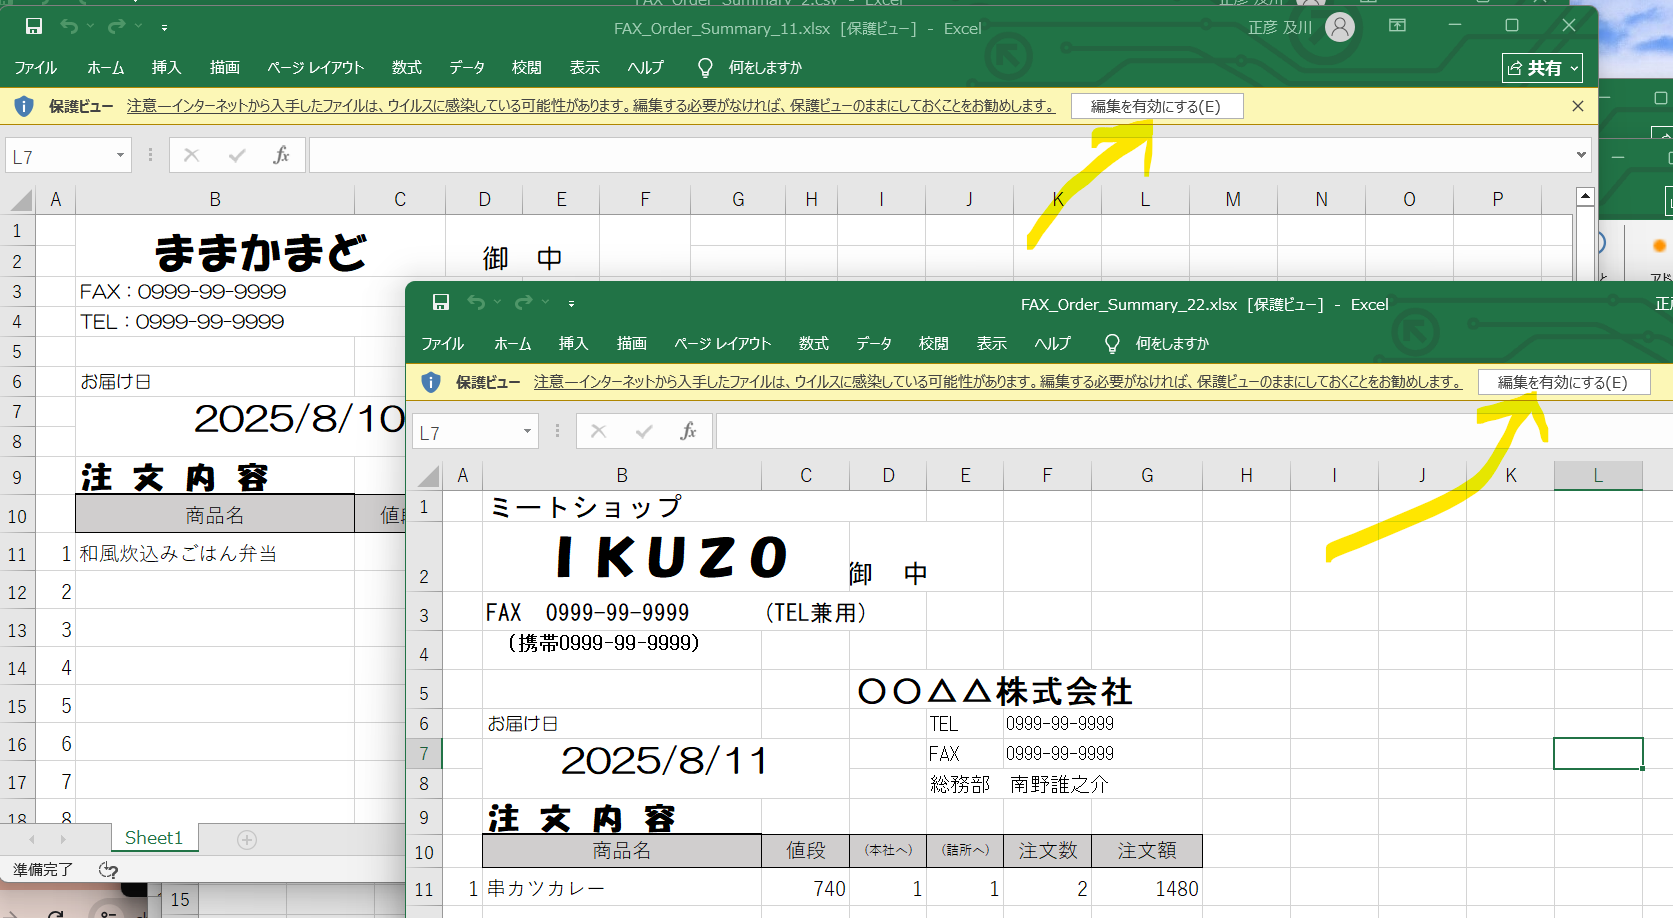 FAX_Order_Summary_2.csv - Excel
FAX_Order_Summary_11.xlsx [保護ビュー] - Excel
正彦 及川
ファイル ホーム 挿入 描画 ページ レイアウト 数式 データ 校閲 表示 ヘルプ 何をしますか
共有
保護ビュー 注意—インターネットから入手したファイルは、ウイルスに感染している可能性があります。編集する必要がなければ、保護ビューのままにしておくことをお勧めします。 編集を有効にする(E)
L7 fx
A B C D E F G H I J K L M N O P
1
ままかまど
2 御 中
3 FAX:0999-99-9999
4 TEL:0999-99-9999
5
6 お届け日
7 2025/8/10
8
9 注 文 内 容
10 商品名
11 1 和風炊込みごはん弁当
12 2
13 3
14 4
15 5
16 6
17 7
18 8
Sheet1
準備完了
15
FAX_Order_Summary_22.xlsx [保護ビュー] - Excel
ファイル ホーム 挿入 描画 ページ レイアウト 数式 データ 校閲 表示 ヘルプ 何をしますか
保護ビュー 注意—インターネットから入手したファイルは、ウイルスに感染している可能性があります。編集する必要がなければ、保護ビューのままにしておくことをお勧めします。 編集を有効にする(E)
L7 fx
A B C D E F G H I J K L
1 ミートショップ
2 IKUZO 御 中
3 FAX 0999-99-9999 (TEL兼用)
4 (携帯0999-99-9999)
5 〇〇△△株式会社
6 お届け日 TEL 0999-99-9999
7 2025/8/11 FAX 0999-99-9999
8 総務部 南野誰之介
9 注 文 内 容
10 商品名 値段 (本社へ) (詰所へ) 注文数 注文額
11 1 串カツカレー 740 1 1 2 1480